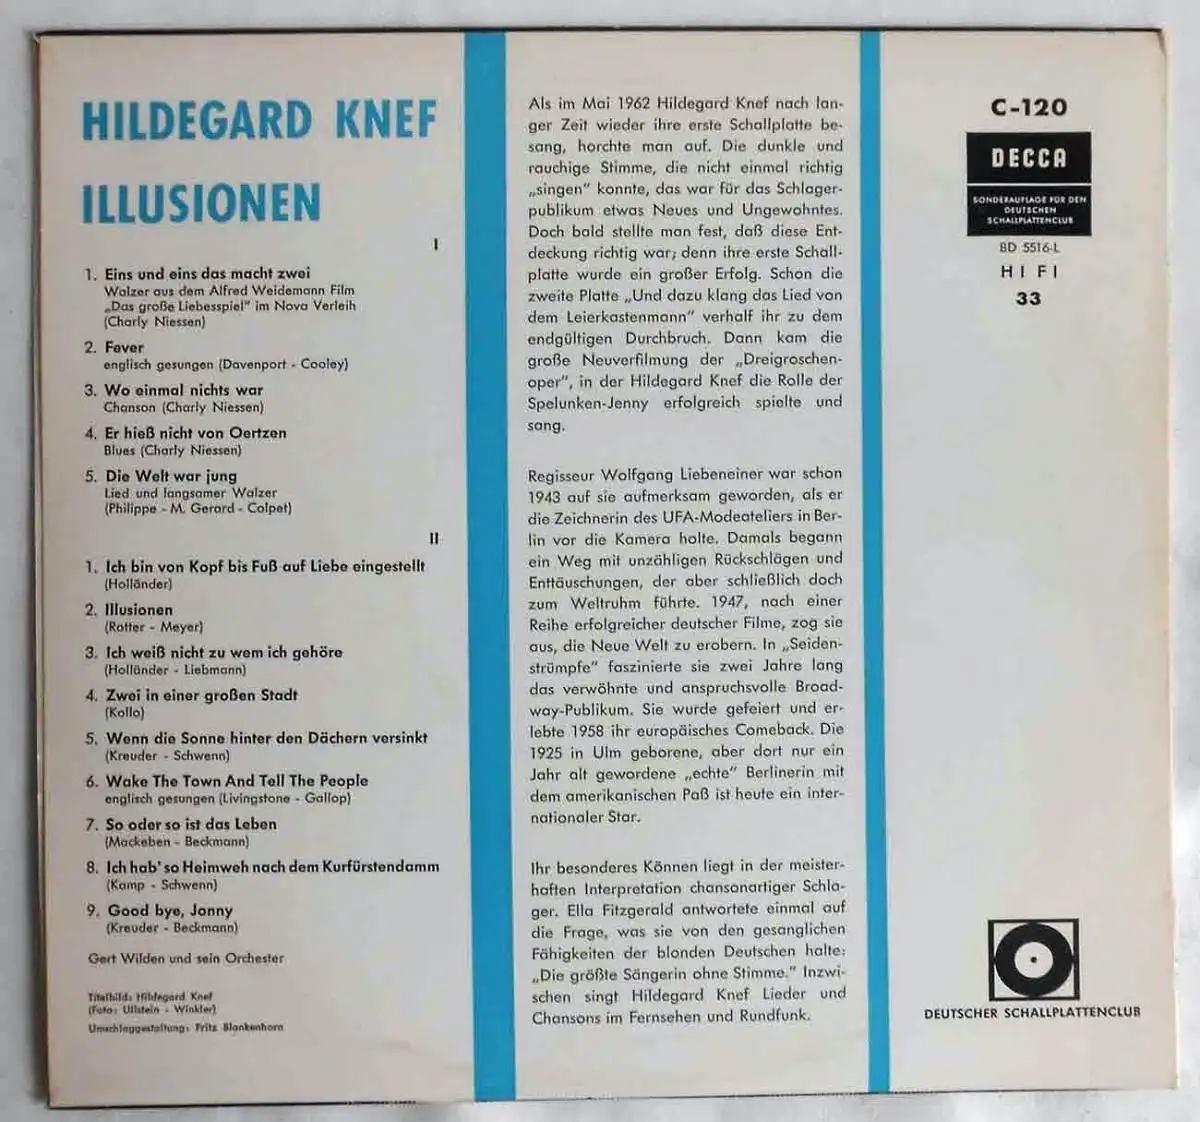 HILDEGARD KNEF
ILLUSIONEN
I
1. Eins und eins das macht zwei
Walzer aus dem Alfred Weidemann Film
„Das große Liebesspiel" im Nova Verleih
(Charly Niessen)
2. Fever
englisch gesungen (Davenport - Cooley)
3. Wo einmal nichts war
Chanson (Charly Niessen)
4. Er hieß nicht von Oertzen
Blues (Charly Niessen)
5. Die Welt war jung
Lied und langsamer Walzer
(Philippe - M. Gerard - Colpet)
II
1. Ich bin von Kopf bis Fuß auf Liebe eingestellt
(Holländer)
2. Illusionen
(Rotter - Meyer)
3. Ich weiß nicht zu wem ich gehöre
(Holländer - Liebmann)
4. Zwei in einer großen Stadt
(Kollo)
5. Wenn die Sonne hinter den Dächern versinkt
(Kreuder - Schwenn)
6. Wake The Town And Tell The People
englisch gesungen (Livingstone - Gallop)
7. So oder so ist das Leben
(Mackeben - Beckmann)
8. Ich hab' so Heimweh nach dem Kurfürstendamm
(Kamp - Schwenn)
9. Good bye, Jonny
(Kreuder - Beckmann)
Gert Wilden und sein Orchester
Titelbild: Hildegard Knef
(Foto: Ullstein - Winkler)
Umschlaggestaltung: Fritz Blankenhorn
Als im Mai 1962 Hildegard Knef nach lan-
ger Zeit wieder ihre erste Schallplatte be-
sang, horchte man auf. Die dunkle und
rauchige Stimme, die nicht einmal richtig
„singen" konnte, das war für das Schlager-
publikum etwas Neues und Ungewohntes.
Doch bald stellte man fest, daß diese Ent-
deckung richtig war; denn ihre erste Schall-
platte wurde ein großer Erfolg. Schon die
zweite Platte „Und dazu klang das Lied von
dem Leierkastenmann" verhalf ihr zu dem
endgültigen Durchbruch. Dann kam die
große Neuverfilmung der „Dreigroschen-
oper", in der Hildegard Knef die Rolle der
Spelunken-Jenny erfolgreich spielte und
sang.
Regisseur Wolfgang Liebeneiner war schon
1943 auf sie aufmerksam geworden, als er
die Zeichnerin des UFA-Modeateliers in Ber-
lin vor die Kamera holte. Damals begann
ein Weg mit unzähligen Rückschlägen und
Enttäuschungen, der aber schließlich doch
zum Weltruhm führte. 1947, nach einer
Reihe erfolgreicher deutscher Filme, zog sie
aus, die Neue Welt zu erobern. In „Seiden-
strümpfe" faszinierte sie zwei Jahre lang
das verwöhnte und anspruchsvolle Broad-
way-Publikum. Sie wurde gefeiert und er-
lebte 1958 ihr europäisches Comeback. Die
1925 in Ulm geborene, aber dort nur ein
Jahr alt gewordene „echte" Berlinerin mit
dem amerikanischen Paß ist heute ein inter-
nationaler Star.
Ihr besonderes Können liegt in der meister-
haften Interpretation chansonartiger Schla-
ger. Ella Fitzgerald antwortete einmal auf
die Frage, was sie von den gesanglichen
Fähigkeiten der blonden Deutschen halte:
„Die größte Sängerin ohne Stimme." Inzwi-
schen singt Hildegard Knef Lieder und
Chansons im Fernsehen und Rundfunk.
C-120
DECCA
SONDERAUFLAGE FÜR DEN
DEUTSCHEN
SCHALLPLATTENCLUB
BD 5516-L
HI FI
33
DEUTSCHER SCHALLPLATTENCLUB